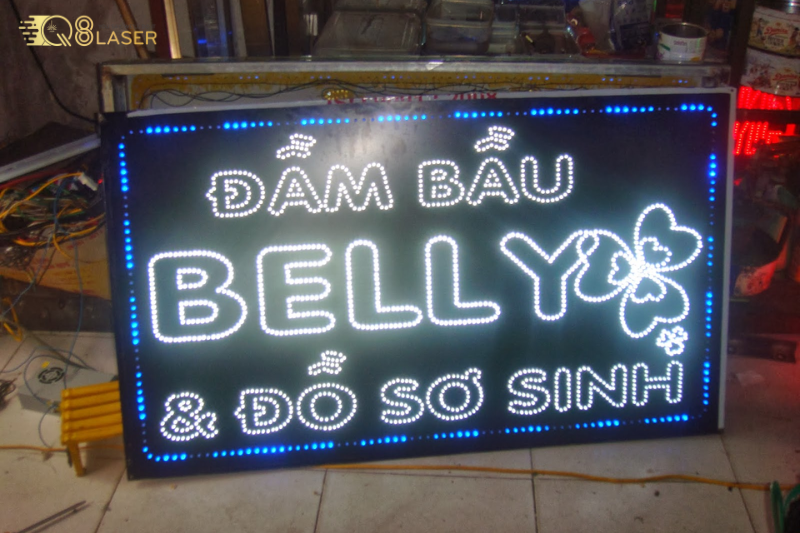 Q8LASER
ĐẦM BẦU
BELLY
& ĐỒ SƠ SINH